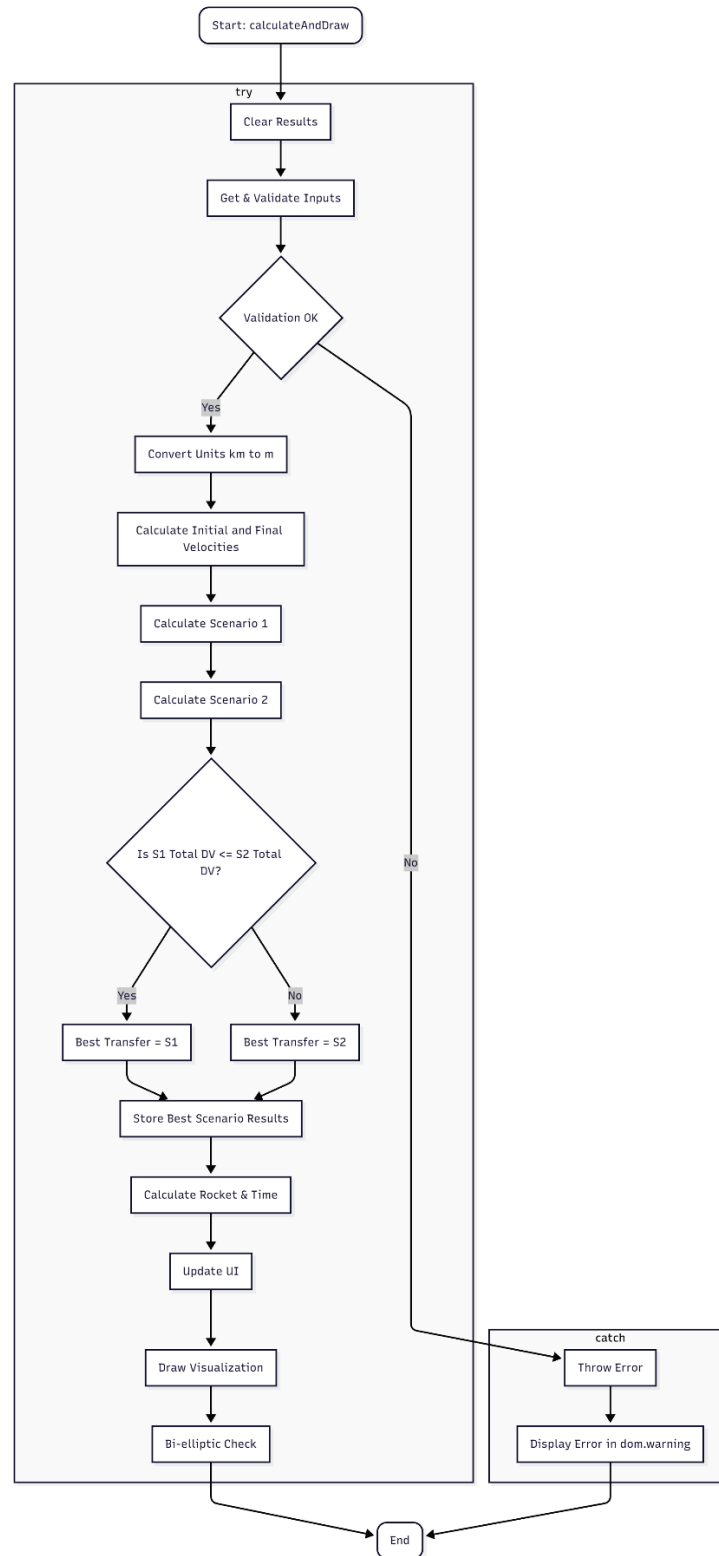 Start: calculateAndDraw
try
Clear Results
Get & Validate Inputs
Validation OK
Yes
Convert Units km to m
Calculate Initial and Final
Velocities
Calculate Scenario 1
Calculate Scenario 2
Is S1 Total DV <= S2 Total
DV?
No
Yes
No
Best Transfer = S1
Best Transfer = S2
Store Best Scenario Results
Calculate Rocket & Time
Update UI
Draw Visualization
Bi-elliptic Check
catch
Throw Error
Display Error in dom.warning
End